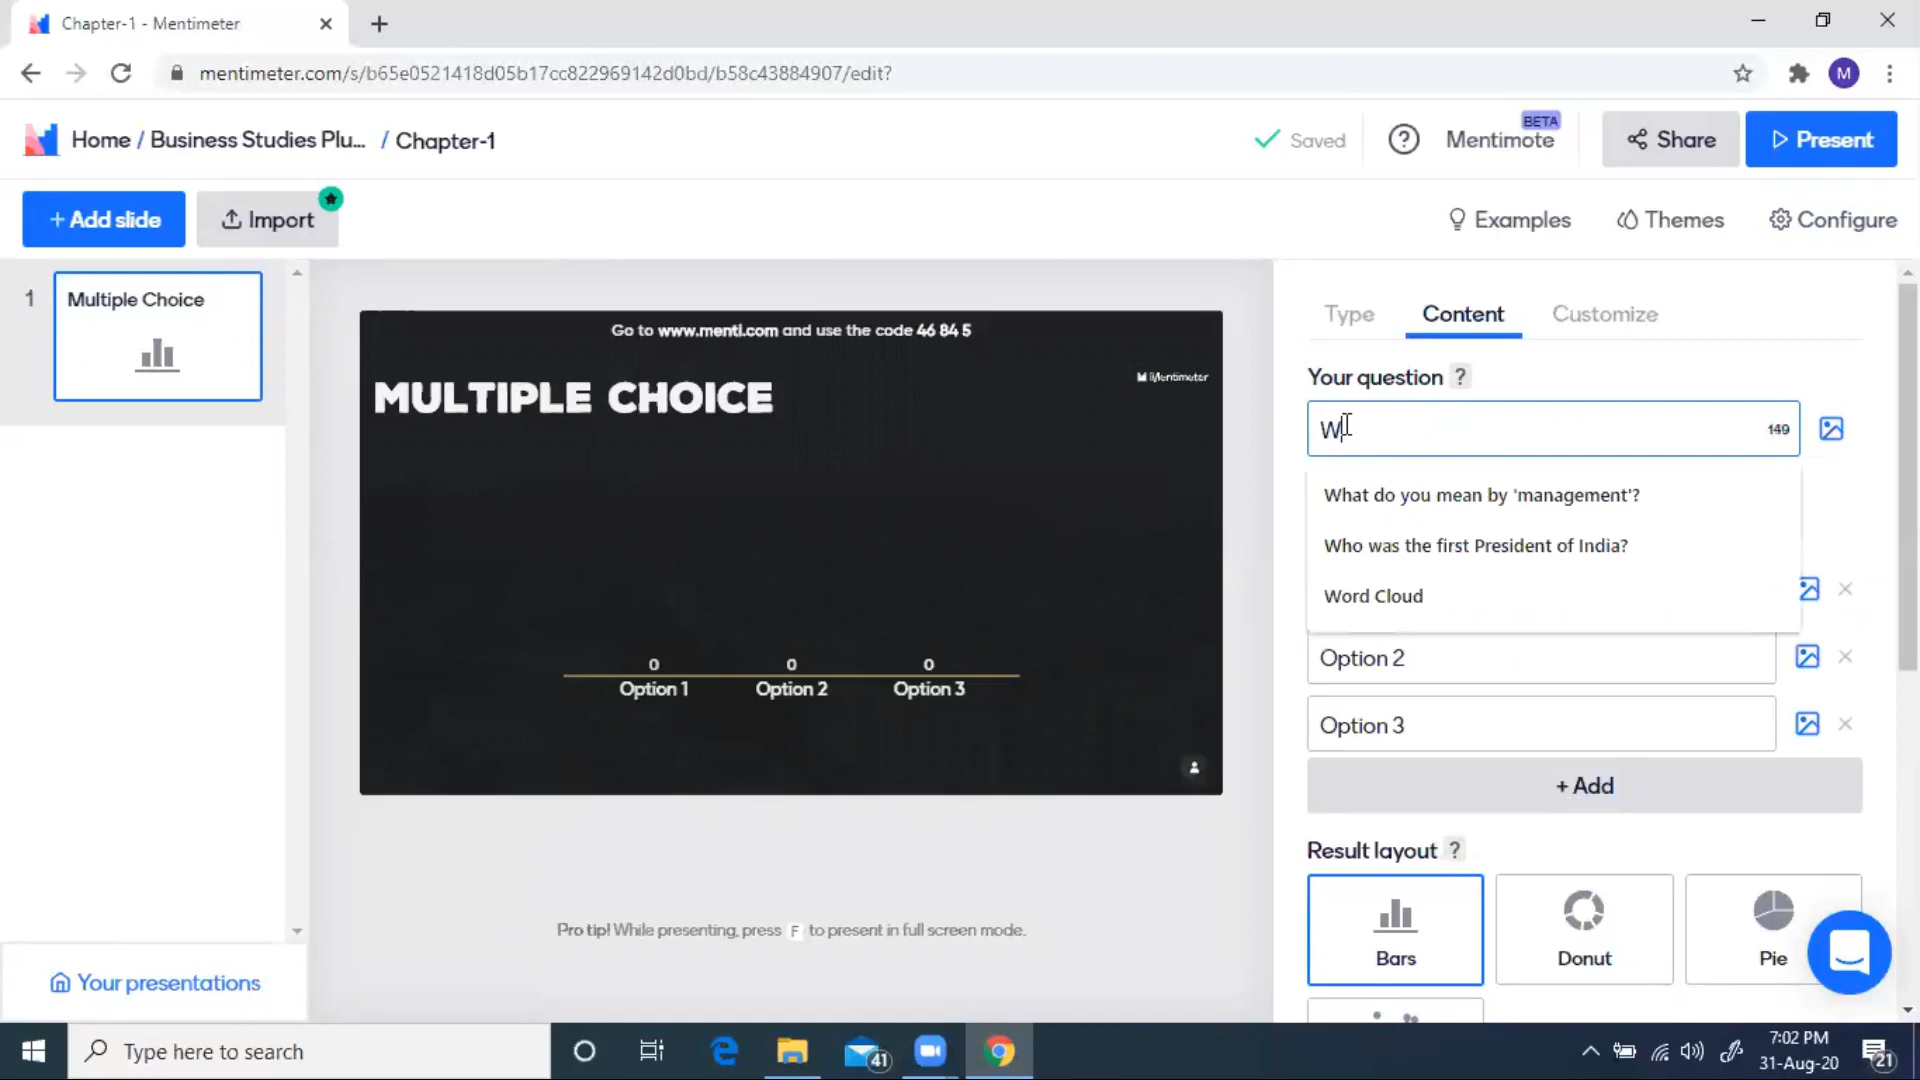 Chapter-1 - Mentimeter
mentimeter.com/s/b65e0521418d05b17cc822969142d0bd/b58c43884907/edit?
M
Home / Business Studies Plu... / Chapter-1
Saved
?
Mentimote
BETA
Share
Present
+ Add slide
Import
Examples
Themes
Configure
1
Multiple Choice
Go to www.menti.com and use the code 46 84 5
Mentimeter
MULTIPLE CHOICE
0 0 0
Option 1 Option 2 Option 3
Pro tip! While presenting, press F to present in full screen mode.
Your presentations
Type Content Customize
Your question ?
W
149
What do you mean by 'management'?
Who was the first President of India?
Word Cloud
Option 2
Option 3
+ Add
Result layout ?
Bars
Donut
Pie
Type here to search
41
7:02 PM
31-Aug-20
21